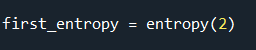 first_entropy = entropy(2)